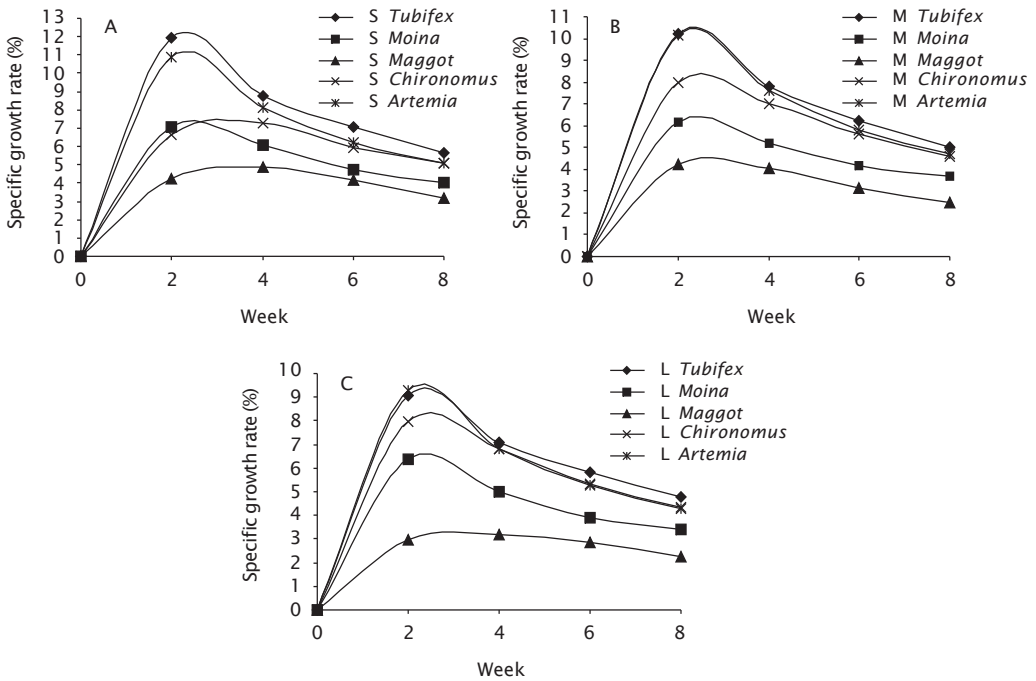 A
Specific growth rate (%)
13
12
11
10
9
8
7
6
5
4
3
2
1
0
0 2 4 6 8
Week
S Tubifex
S Moina
S Maggot
S Chironomus
S Artemia
B
Specific growth rate (%)
11
10
9
8
7
6
5
4
3
2
1
0
0 2 4 6 8
Week
M Tubifex
M Moina
M Maggot
M Chironomus
M Artemia
C
Specific growth rate (%)
10
9
8
7
6
5
4
3
2
1
0
0 2 4 6 8
Week
L Tubifex
L Moina
L Maggot
L Chironomus
L Artemia